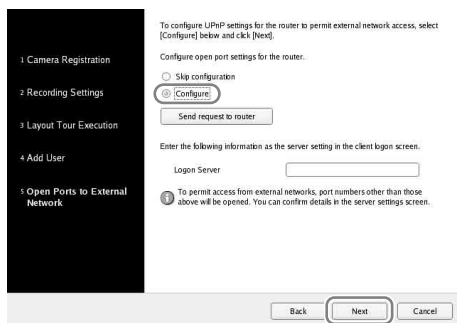 To configure UPnP settings for the router to permit external network access, select
[Configure] below and click [Next].
1 Camera Registration
2 Recording Settings
3 Layout Tour Execution
4 Add User
5 Open Ports to External
Network
Configure open port settings for the router.
Skip configuration
Configure
Send request to router
Enter the following information as the server setting in the client logon screen.
Logon Server
To permit access from external networks, port numbers other than those
above will be opened. You can confirm details in the server settings screen.
Back
Next
Cancel